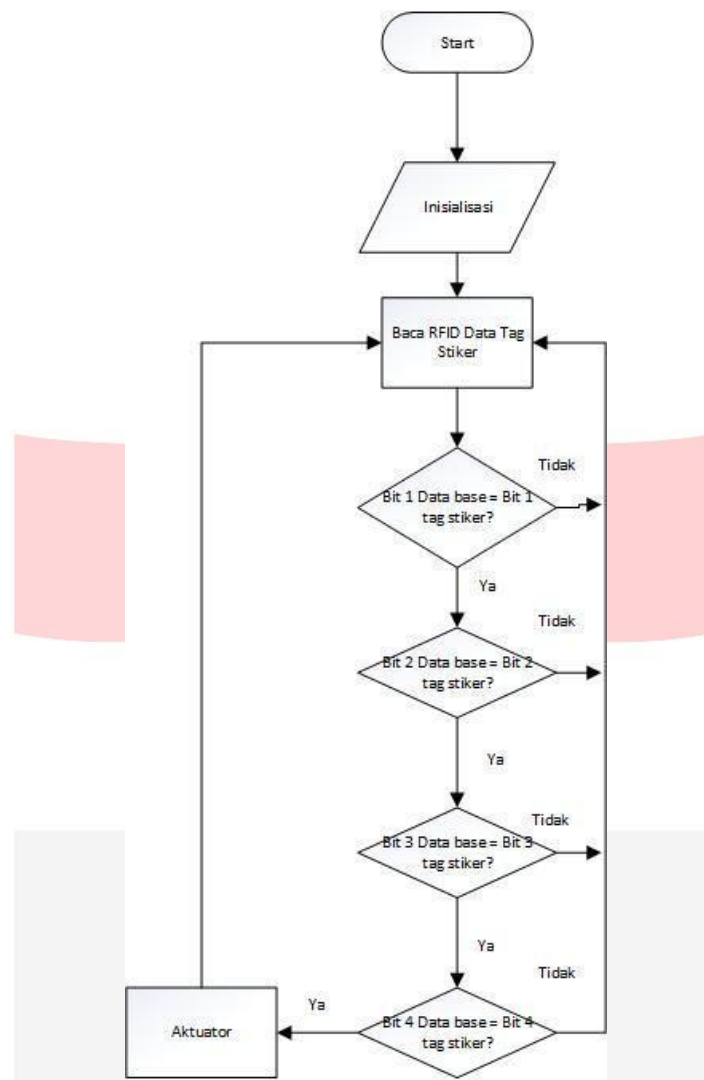 Start
Inisialisasi
Baca RFID Data Tag
Stiker
Tidak
Bit 1 Data base = Bit 1
tag stiker?
Ya
Tidak
Bit 2 Data base = Bit 2
tag stiker?
Ya
Tidak
Bit 3 Data base = Bit 3
tag stiker?
Ya
Tidak
Bit 4 Data base = Bit 4
tag stiker?
Ya
Aktuator